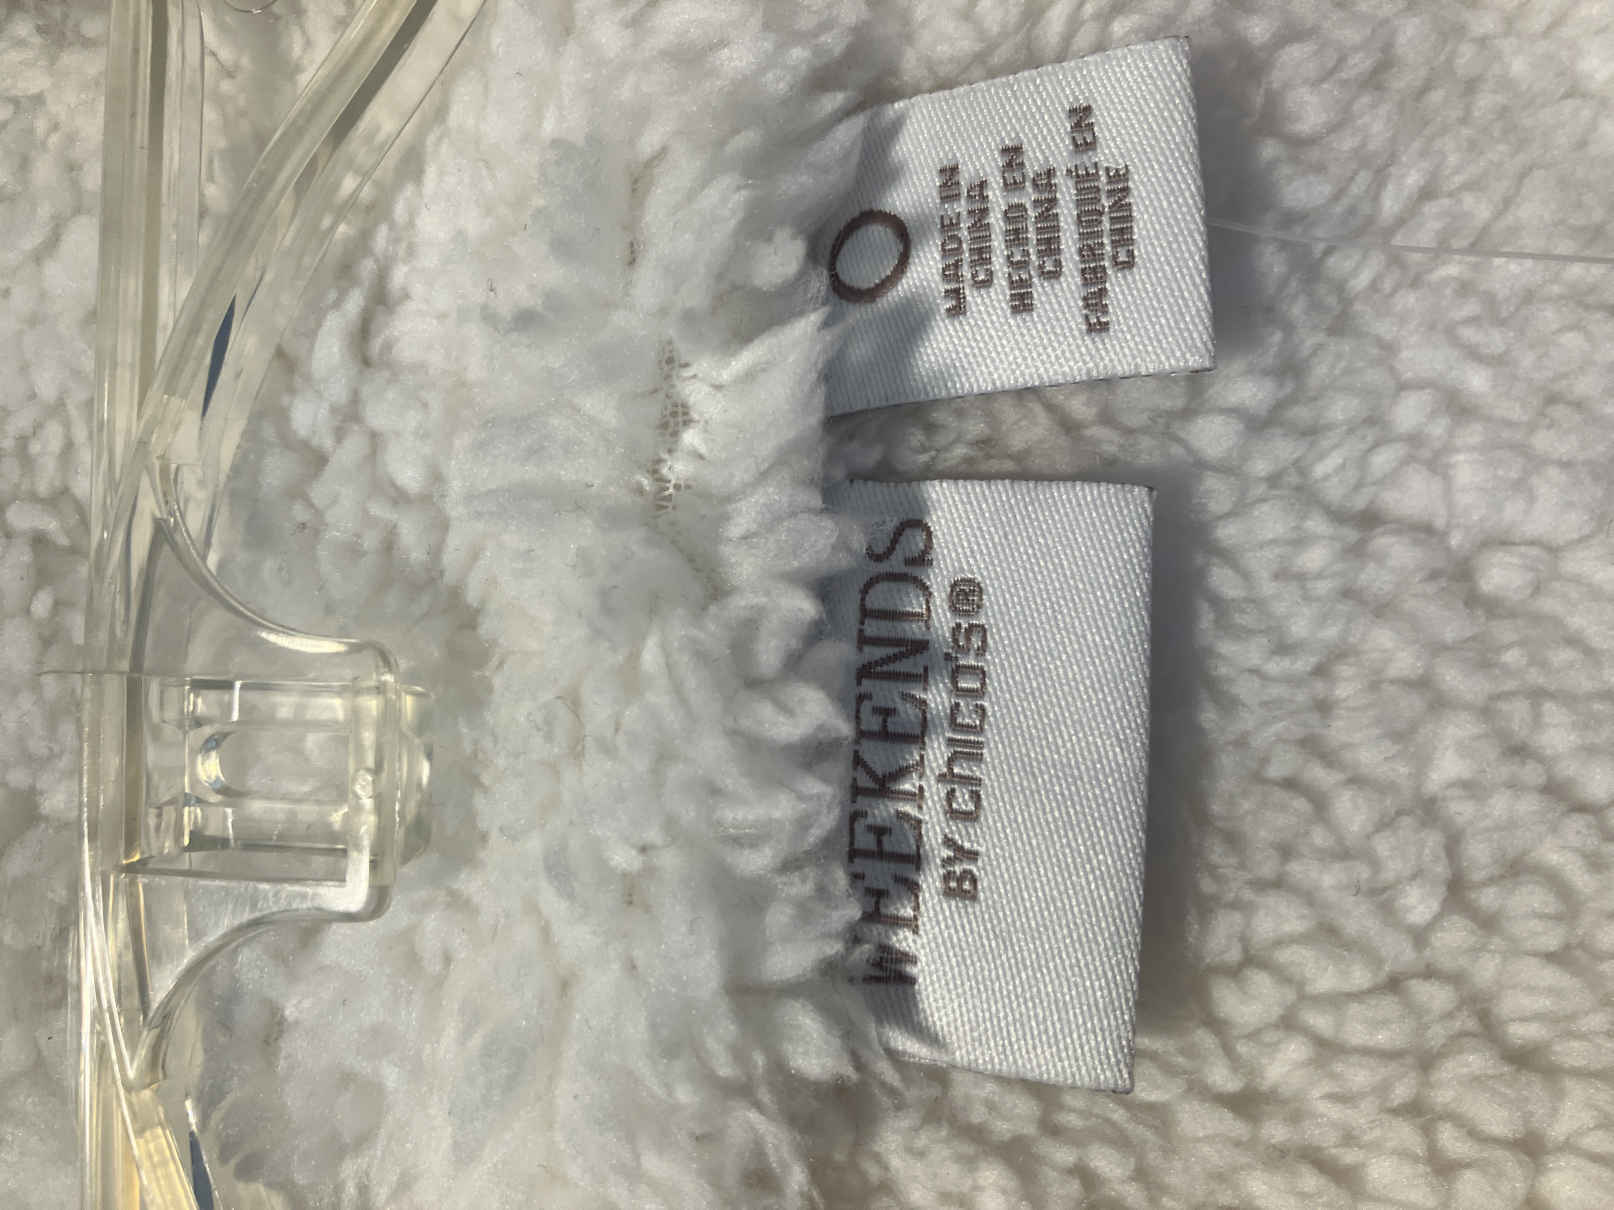 WEEKENDS
BY chico's®
0
MADE IN
CHINA
HECHO EN
CHINA
FABRIQUÉ EN
CHINE